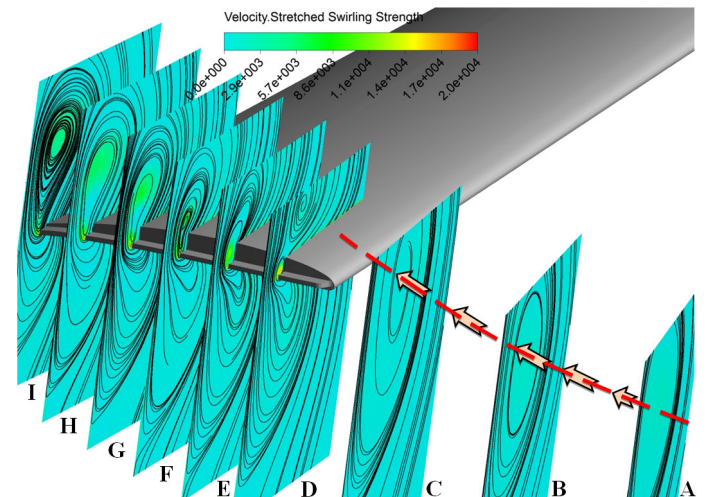 Velocity.Stretched Swirling Strength
0.0e+000
2.9e+003
5.7e+003
8.6e+003
1.1e+004
1.4e+004
1.7e+004
2.0e+004
I
H
G
F
E
D
C
B
A